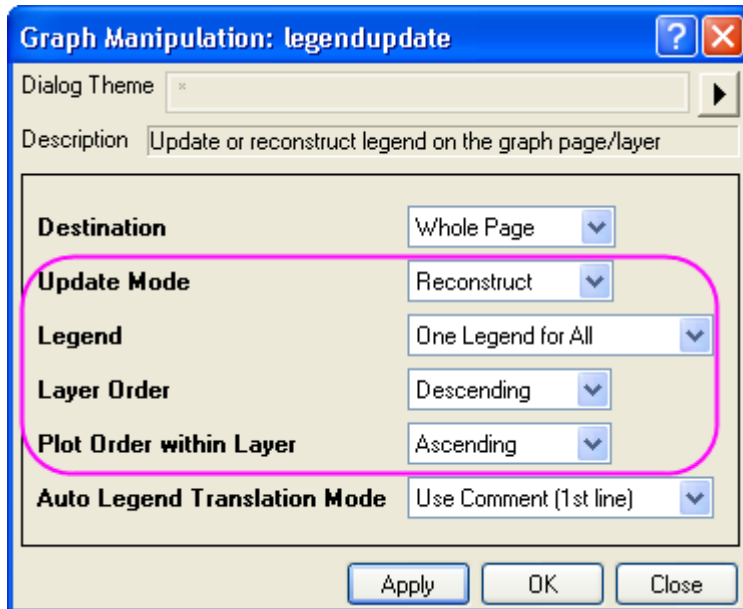 Graph Manipulation: legendupdate ?
Dialog Theme *
Description Update or reconstruct legend on the graph page/layer
Destination Whole Page
Update Mode Reconstruct
Legend One Legend for All
Layer Order Descending
Plot Order within Layer Ascending
Auto Legend Translation Mode Use Comment (1st line)
Apply OK Close